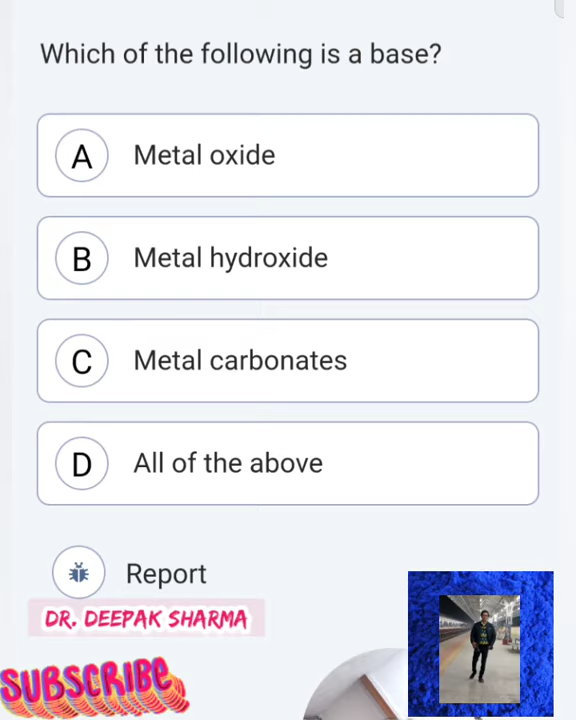 Which of the following is a base?
A Metal oxide
B Metal hydroxide
C Metal carbonates
D All of the above
Report
DR. DEEPAK SHARMA
SUBSCRIBE